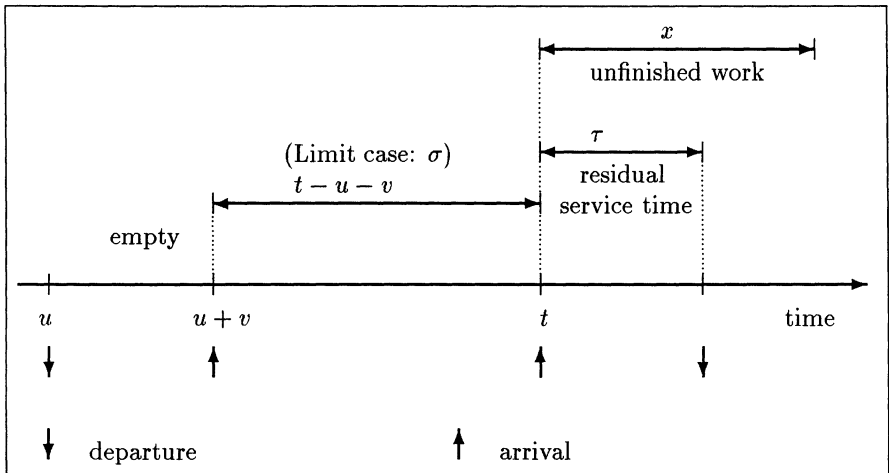 x
unfinished work
(Limit case: σ)
t − u − v
τ
residual
service time
empty
u
u + v
t
time
departure
arrival